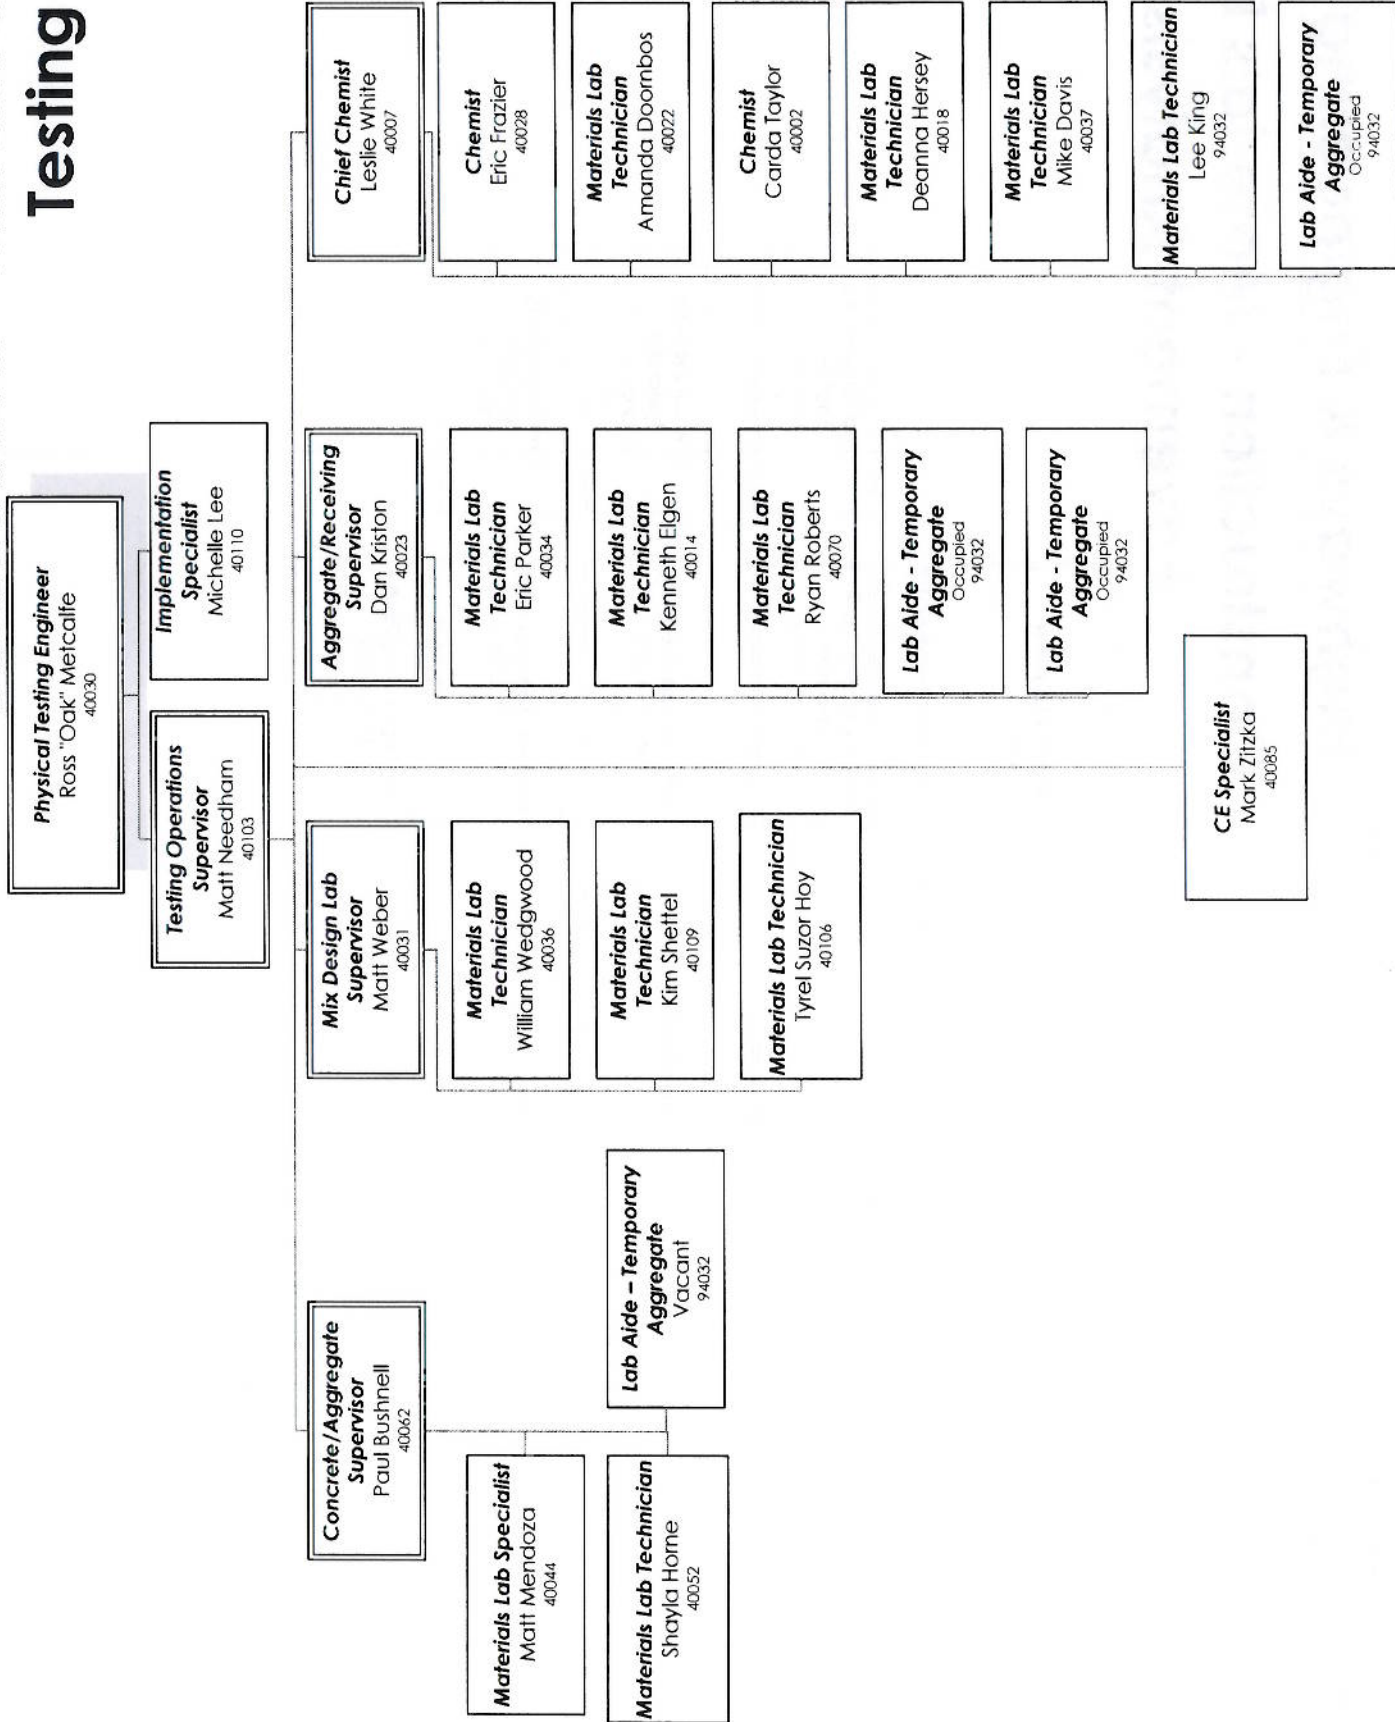 Testing
Physical Testing Engineer
Ross "Oak" Metcalfe
40030
Testing Operations
Supervisor
Matt Needham
40103
Implementation
Specialist
Michelle Lee
40110
Concrete/Aggregate
Supervisor
Paul Bushnell
40062
Materials Lab Specialist
Matt Mendoza
40044
Materials Lab Technician
Shayla Horne
40052
Lab Aide – Temporary
Aggregate
Vacant
94032
Mix Design Lab
Supervisor
Matt Weber
40031
Materials Lab
Technician
William Wedgwood
40036
Materials Lab
Technician
Kim Shettel
40109
Materials Lab Technician
Tyrel Suzor Hoy
40106
CE Specialist
Mark Zitzka
40085
Aggregate/Receiving
Supervisor
Dan Kriston
40023
Materials Lab
Technician
Eric Parker
40034
Materials Lab
Technician
Kenneth Elgen
40014
Materials Lab
Technician
Ryan Roberts
40070
Lab Aide - Temporary
Aggregate
Occupied
94032
Lab Aide - Temporary
Aggregate
Occupied
94032
Chief Chemist
Leslie White
40007
Chemist
Eric Frazier
40028
Materials Lab
Technician
Amanda Doornbos
40022
Chemist
Carda Taylor
40002
Materials Lab
Technician
Deanna Hersey
40018
Materials Lab
Technician
Mike Davis
40037
Materials Lab Technician
Lee King
94032
Lab Aide - Temporary
Aggregate
Occupied
94032